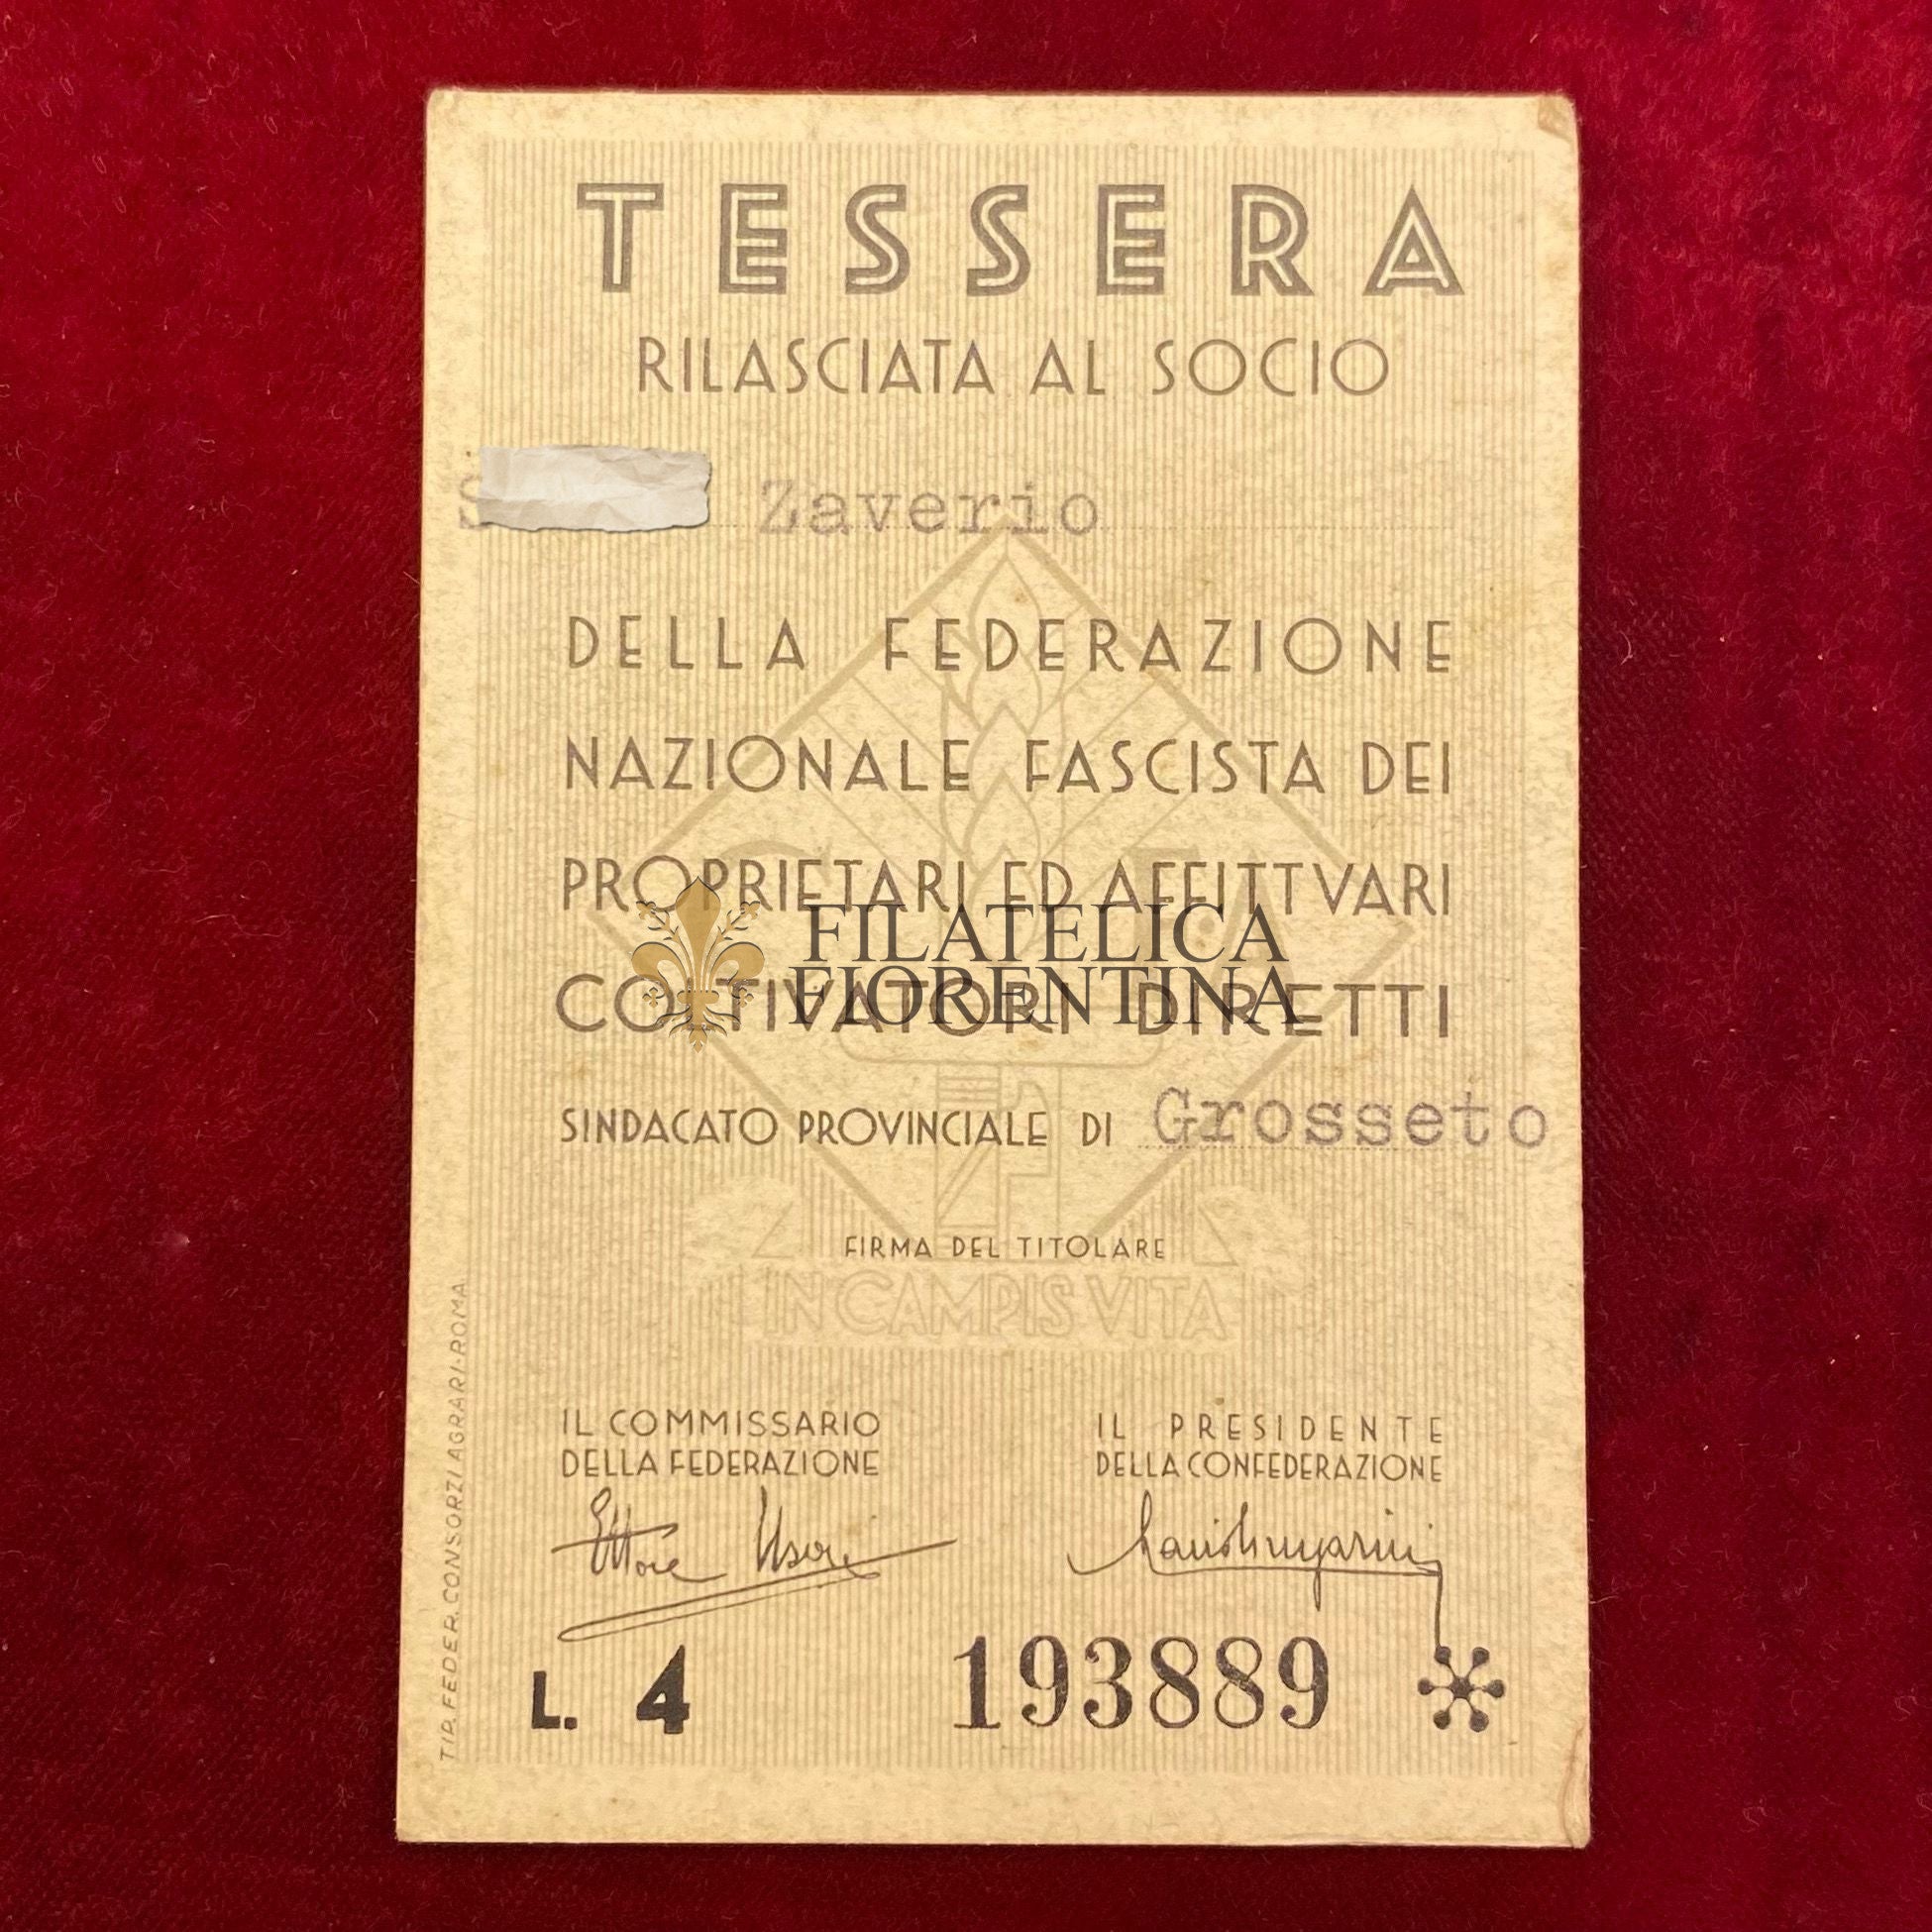 TESSERA
RILASCIATA AL SOCIO
Zaverio
DELLA FEDERAZIONE
NAZIONALE FASCISTA DEI
PROPRIETARI ED AFFITTVARI
COLTIVATORI DIRETTI
FILATELICA
FIORENTINA
SINDACATO PROVINCIALE DI Grosseto
FIRMA DEL TITOLARE
IN CAMPIS VITA
IL COMMISSARIO
DELLA FEDERAZIONE
IL PRESIDENTE
DELLA CONFEDERAZIONE
Ettore
L. 4
193889
TIP. FEDER. CONSORZI AGRARI-ROMA